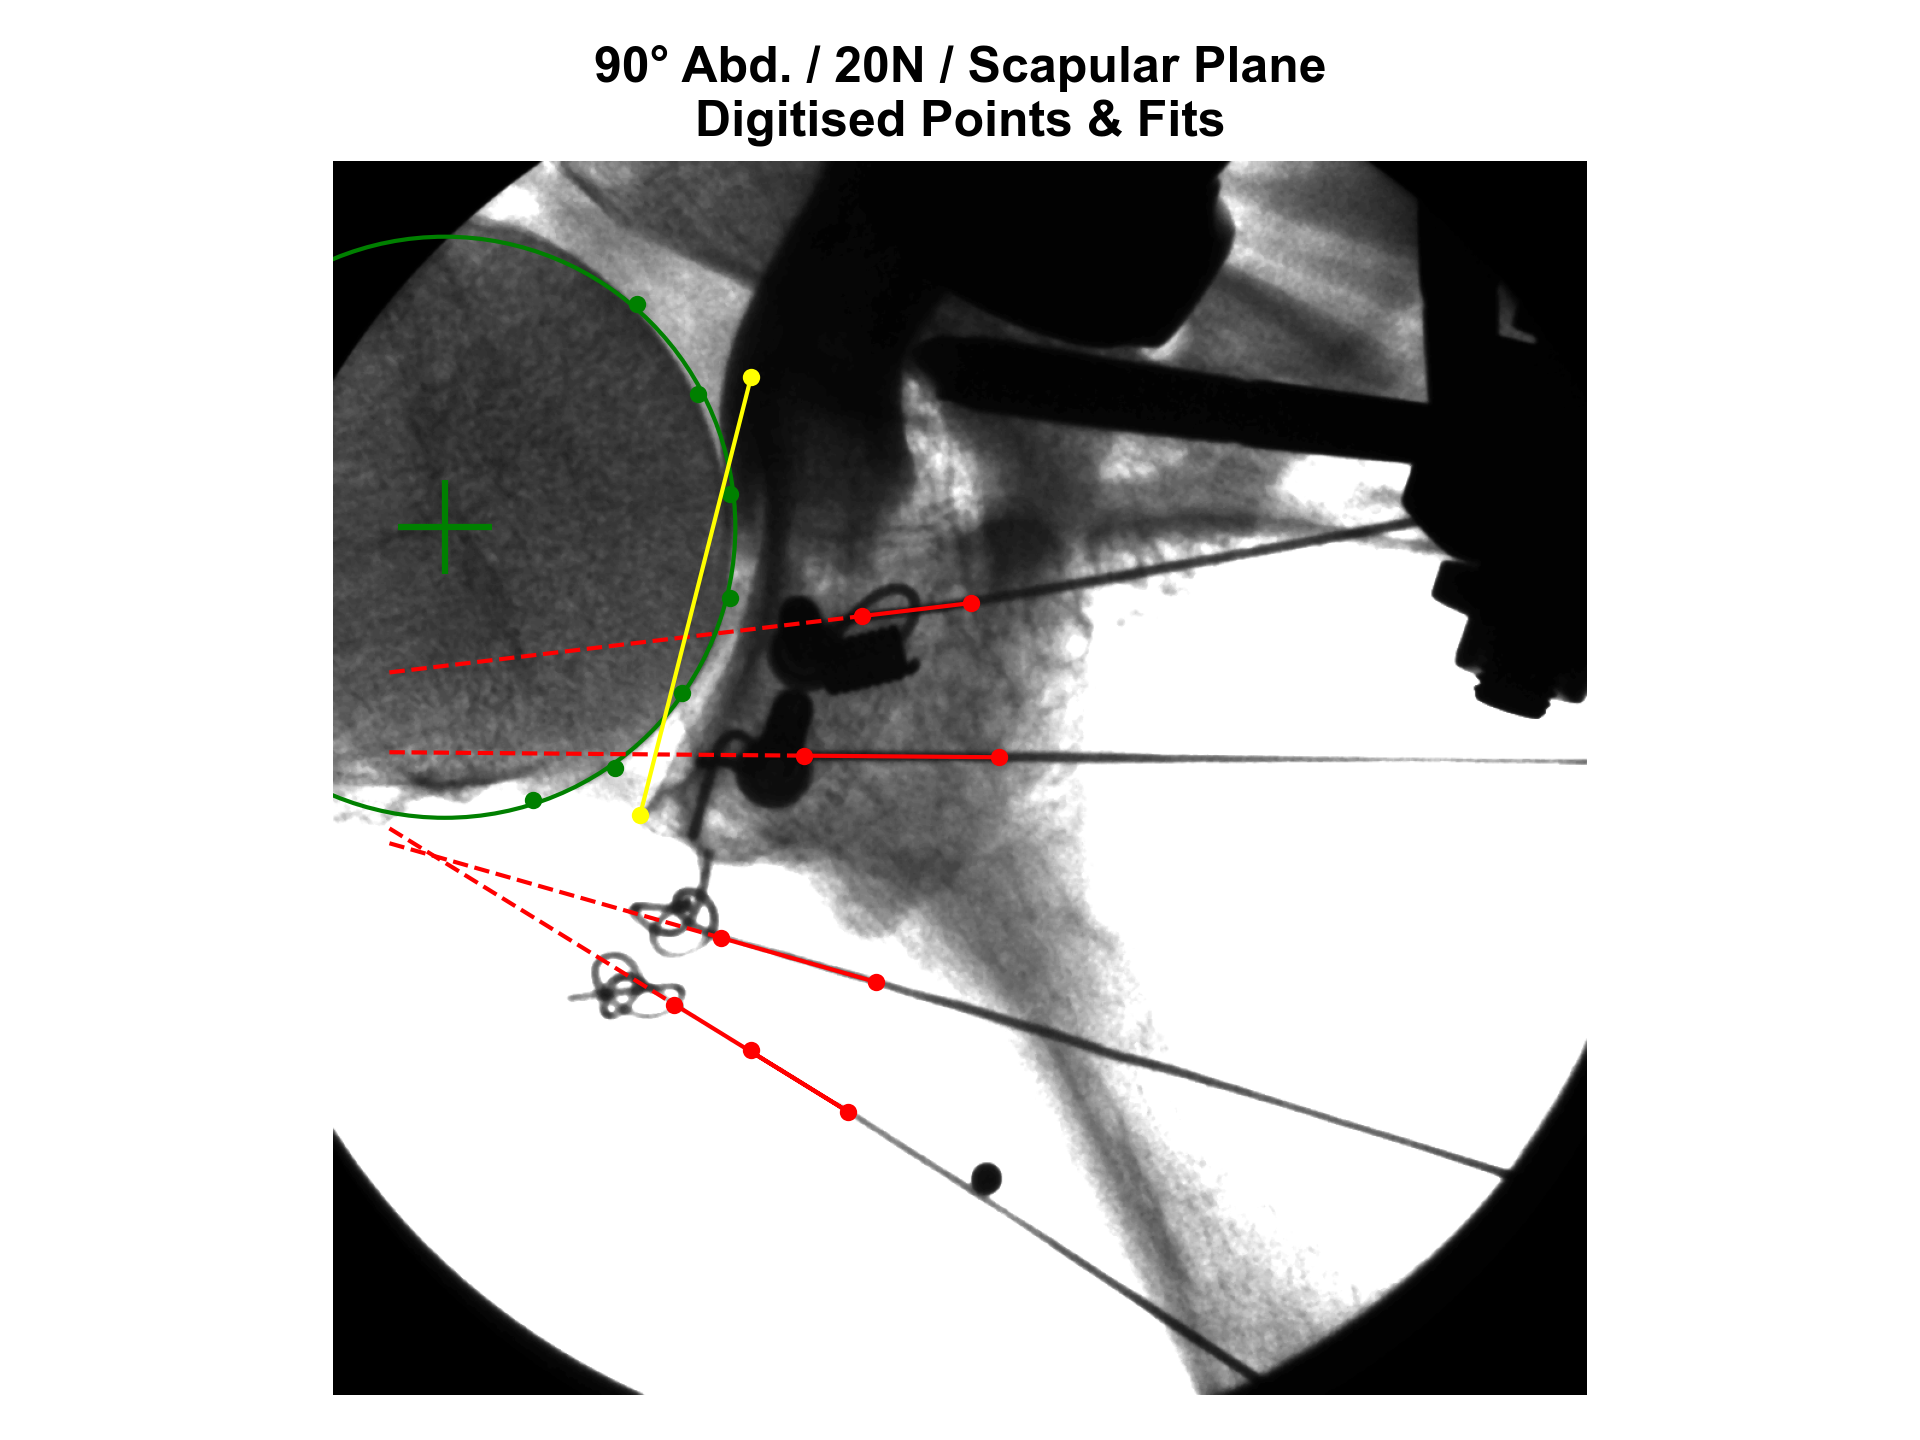 90° Abd. / 20N / Scapular Plane
Digitised Points & Fits